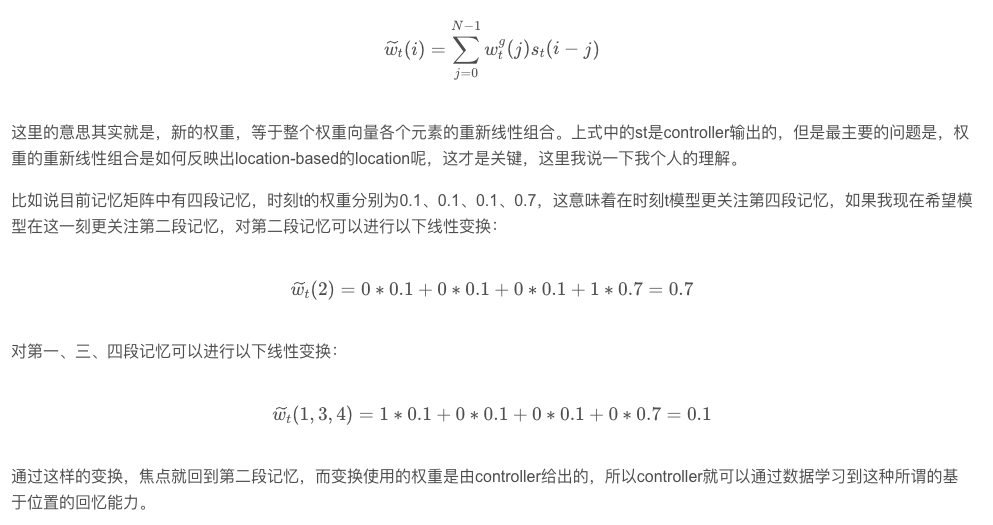 w̃_t(i) = ∑_{j=0}^{N−1} w_t^g(j)s_t(i − j)
这里的意思其实就是，新的权重，等于整个权重向量各个元素的重新线性组合。上式中的st是controller输出的，但是最主要的问题是，权
重的重新线性组合是如何反映出location-based的location呢，这才是关键，这里我说一下我个人的理解。
比如说目前记忆矩阵中有四段记忆，时刻t的权重分别为0.1、0.1、0.1、0.7，这意味着在时刻t模型更关注第四段记忆，如果我现在希望模
型在这一刻更关注第二段记忆，对第二段记忆可以进行以下线性变换：
w̃_t(2) = 0 ∗ 0.1 + 0 ∗ 0.1 + 0 ∗ 0.1 + 1 ∗ 0.7 = 0.7
对第一、三、四段记忆可以进行以下线性变换：
w̃_t(1, 3, 4) = 1 ∗ 0.1 + 0 ∗ 0.1 + 0 ∗ 0.1 + 0 ∗ 0.7 = 0.1
通过这样的变换，焦点就回到第二段记忆，而变换使用的权重是由controller给出的，所以controller就可以通过数据学习到这种所谓的基
于位置的回忆能力。